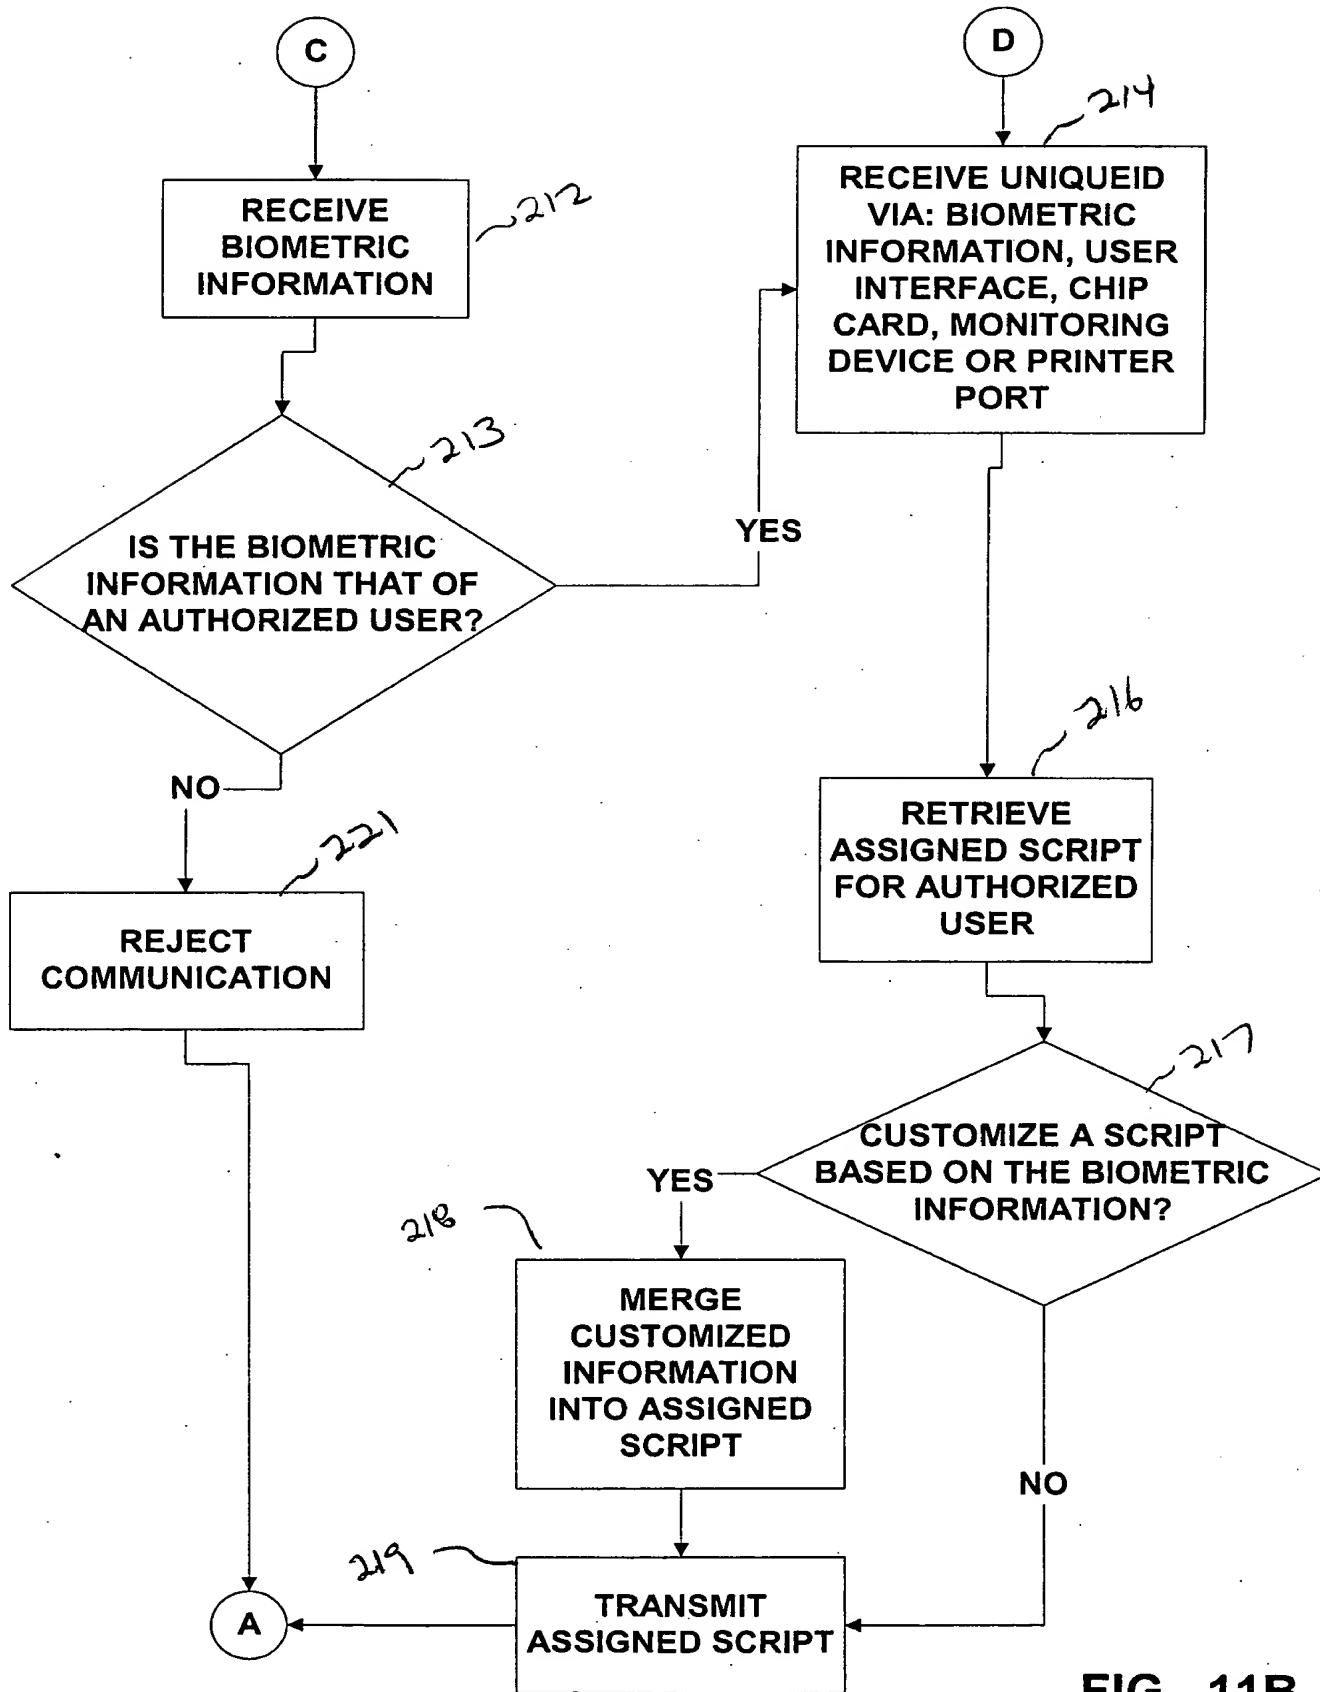 C
D
214
RECEIVE
BIOMETRIC
INFORMATION
212
RECEIVE UNIQUEID
VIA: BIOMETRIC
INFORMATION, USER
INTERFACE, CHIP
CARD, MONITORING
DEVICE OR PRINTER
PORT
213
IS THE BIOMETRIC
INFORMATION THAT OF
AN AUTHORIZED USER?
YES
NO
216
RETRIEVE
ASSIGNED SCRIPT
FOR AUTHORIZED
USER
221
REJECT
COMMUNICATION
217
CUSTOMIZE A SCRIPT
BASED ON THE BIOMETRIC
INFORMATION?
YES
218
MERGE
CUSTOMIZED
INFORMATION
INTO ASSIGNED
SCRIPT
NO
219
TRANSMIT
ASSIGNED SCRIPT
A
FIG. 11B